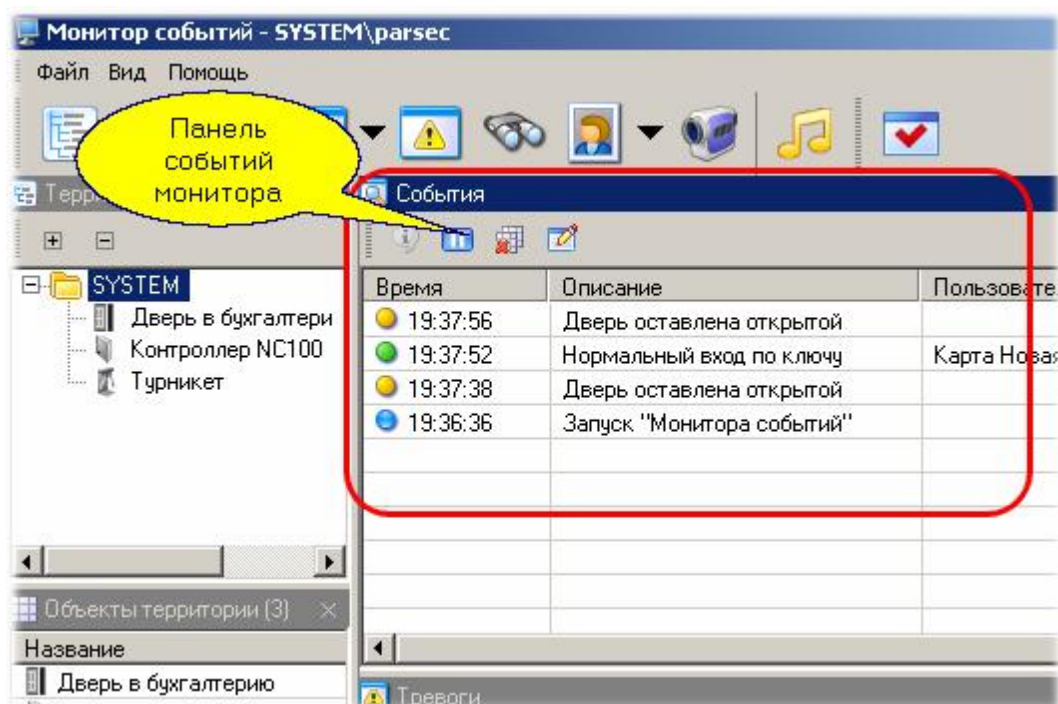 Монитор событий - SYSTEM\parsec
Файл Вид Помощь
Панель
событий
монитора
События
SYSTEM
Дверь в бухгалтери
Контроллер NC100
Турникет
Время Описание
19:37:56 Дверь оставлена открытой
19:37:52 Нормальный вход по ключу Карта Новая
19:37:38 Дверь оставлена открытой
19:36:36 Запуск "Монитора событий"
Объекты территории (3)
Название
Дверь в бухгалтерию
Тревоги